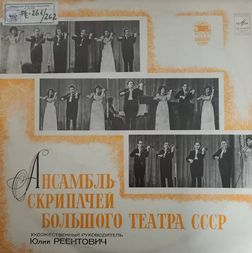 АНСАМБЛЬ
СКРИПАЧЕЙ
БОЛЬШОГО ТЕАТРА СССР
ХУДОЖЕСТВЕННЫЙ РУКОВОДИТЕЛЬ
Юлий РЕЕНТОВИЧ